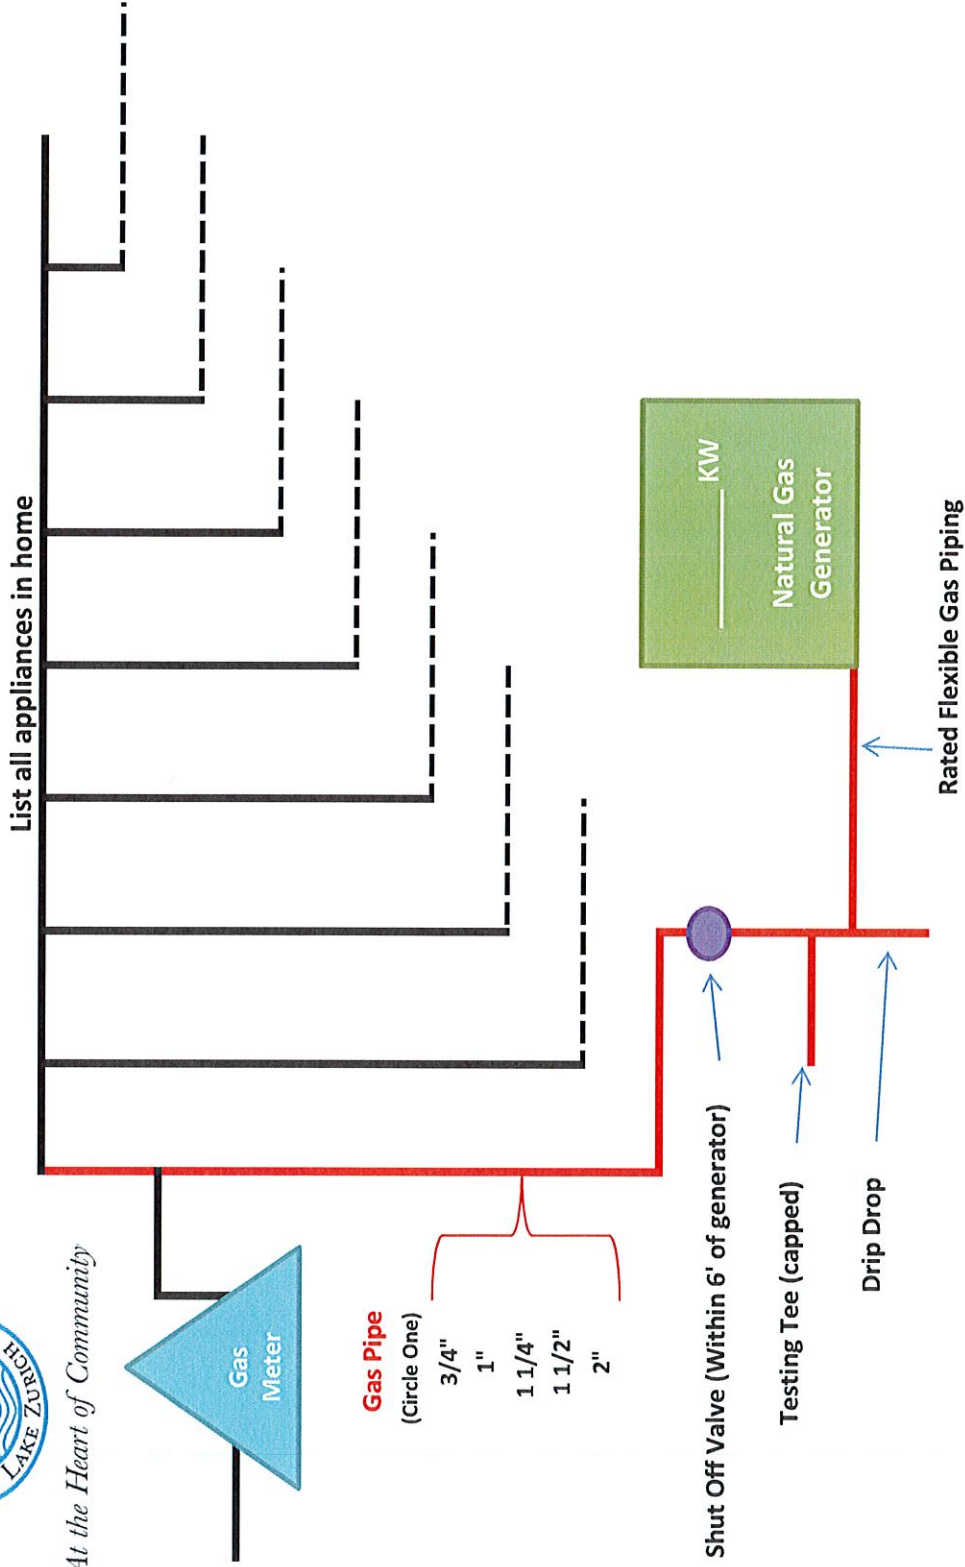 LAKE ZURICH
At the Heart of Community
List all appliances in home
Gas
Meter
Gas Pipe
(Circle One)
3/4"
1"
1 1/4"
1 1/2"
2"
KW
Natural Gas
Generator
Shut Off Valve (Within 6' of generator)
Testing Tee (capped)
Drip Drop
Rated Flexible Gas Piping